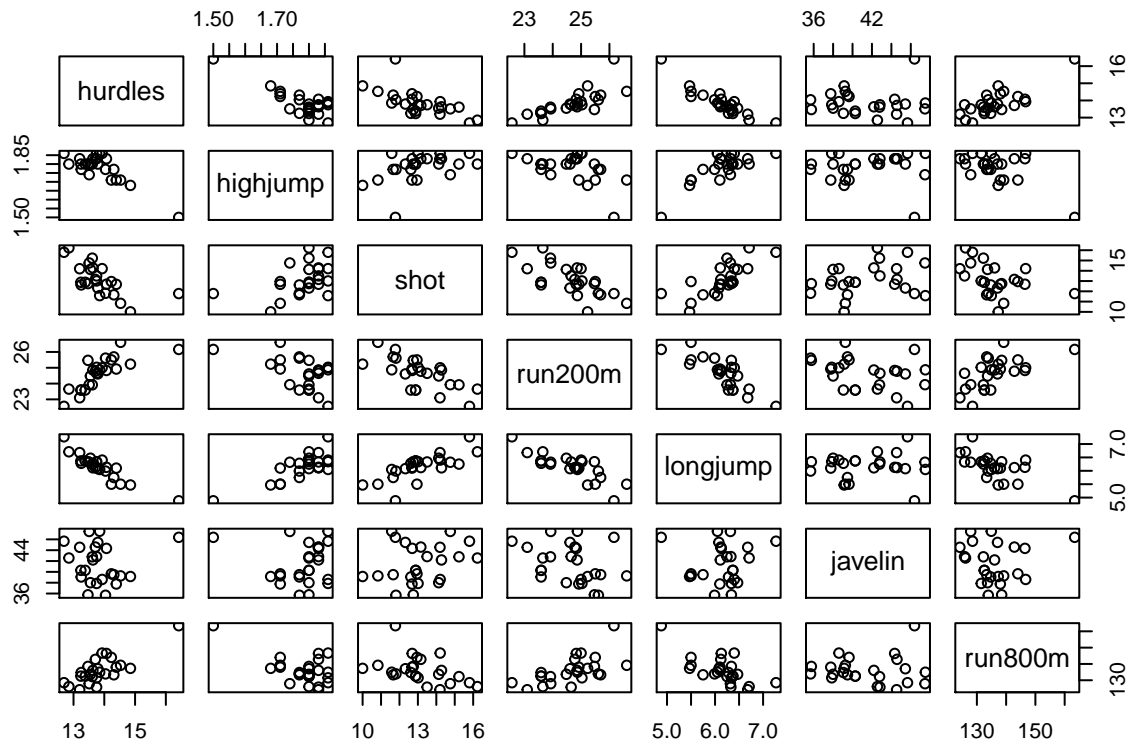 1.50 1.70 23 25 36 42
hurdles 13 16
1.50 1.85 highjump
shot 10 15
23 26 run200m
longjump 5.0 7.0
36 44 javelin
run800m 130
13 15 10 13 16 5.0 6.0 7.0 130 150